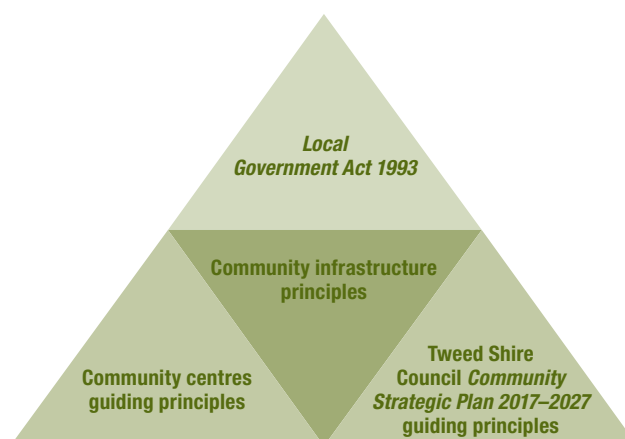 Local
Government Act 1993
Community infrastructure
principles
Community centres
guiding principles
Tweed Shire
Council Community
Strategic Plan 2017–2027
guiding principles